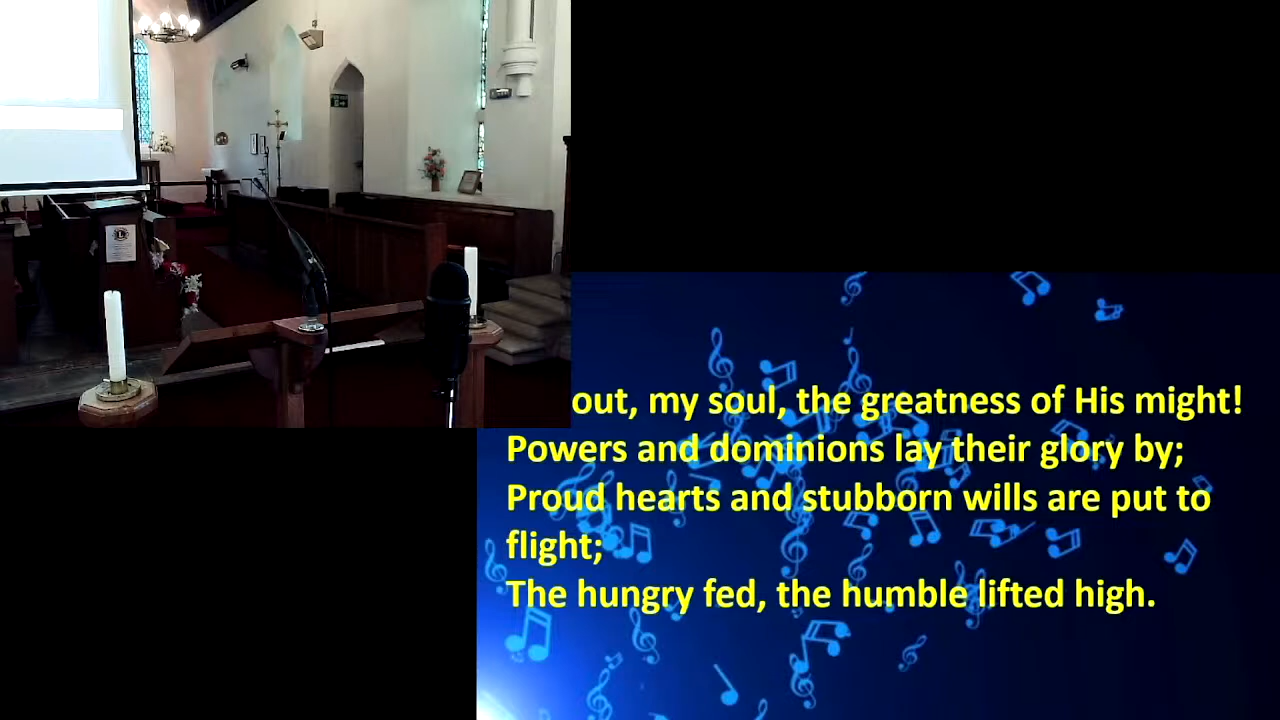 out, my soul, the greatness of His might!
Powers and dominions lay their glory by;
Proud hearts and stubborn wills are put to
flight;
The hungry fed, the humble lifted high.